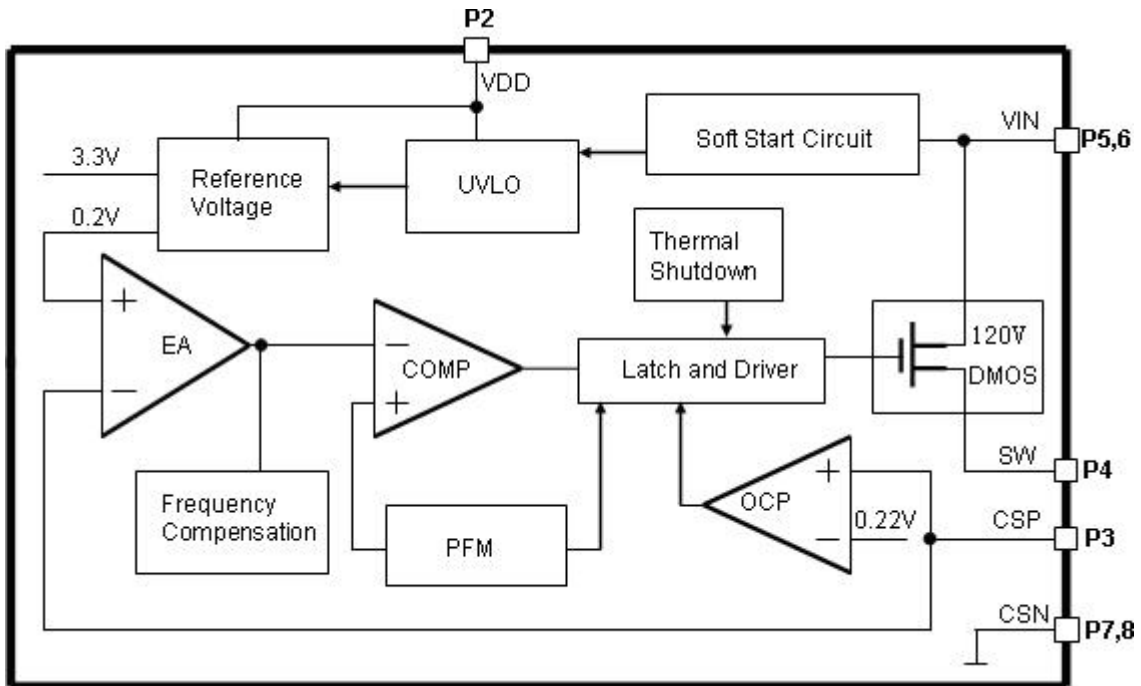 P2
VDD
Soft Start Circuit
VIN
P5,6
3.3V
Reference
Voltage
UVLO
0.2V
Thermal
Shutdown
+
EA
−
−
COMP
+
Latch and Driver
120V
DMOS
SW
P4
Frequency
Compensation
PFM
+
OCP
0.22V
−
CSP
P3
CSN
P7,8